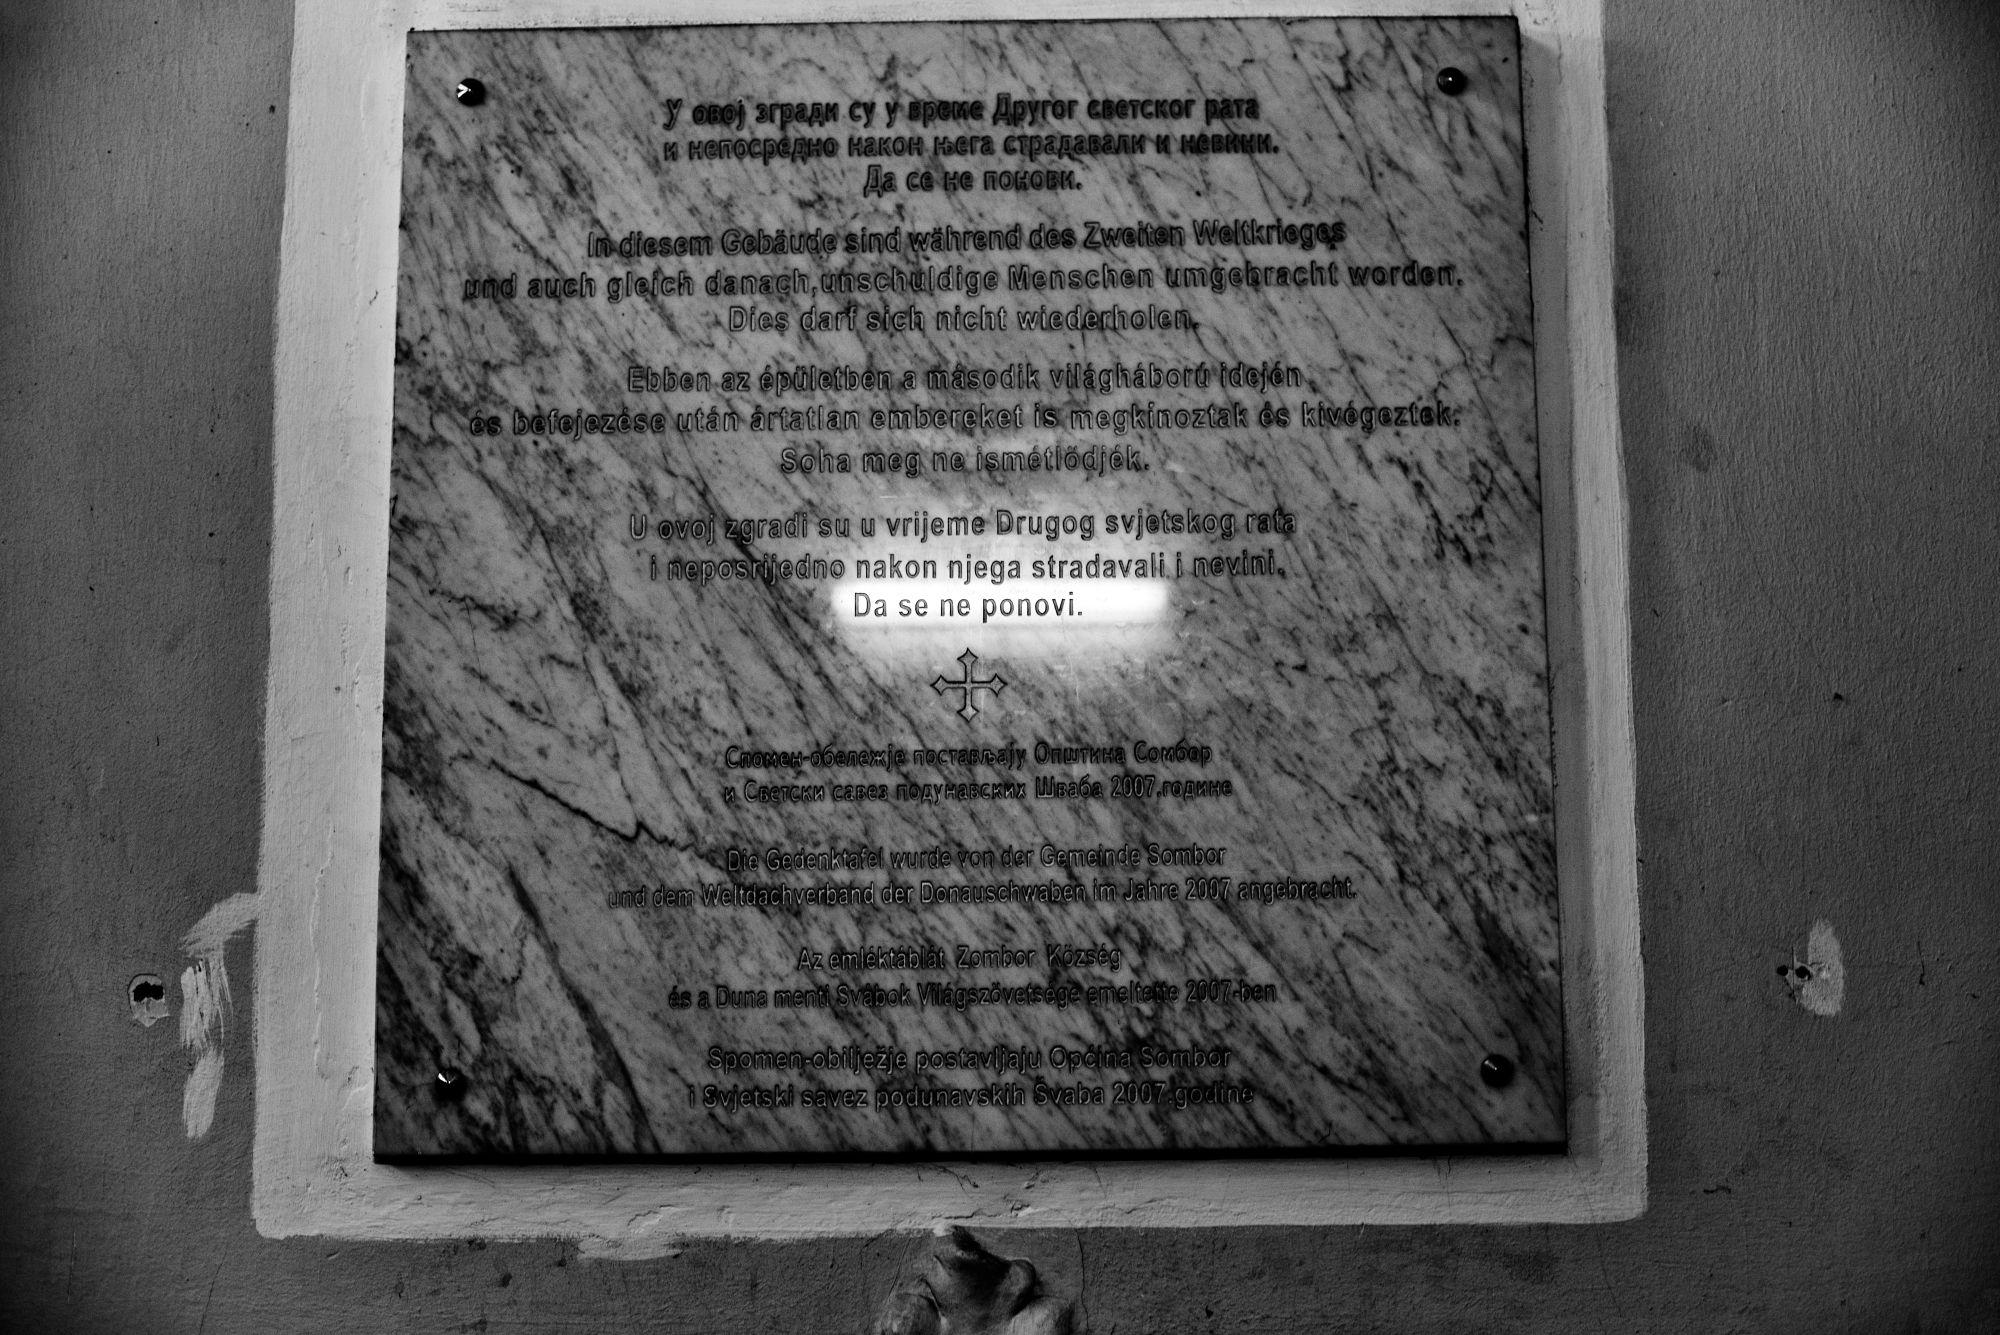 У овој згради су у време Другог светског рата
и непосредно након њега страдавали и невини.
Да се не понови.
In diesem Gebäude sind während des Zweiten Weltkrieges
und auch gleich danach,unschuldige Menschen umgebracht worden.
Dies darf sich nicht wiederholen.
Ebben az épületben a második világháború idején
és befejezése után ártatlan embereket is megkinoztak és kivégeztek.
Soha meg ne ismétlődjék.
U ovoj zgradi su u vrijeme Drugog svjetskog rata
i neposrijedno nakon njega stradavali i nevini.
Da se ne ponovi.
Спомен-обележје постављају Општина Сомбор
и Светски савез подунавских Шваба 2007.године
Die Gedenktafel wurde von der Gemeinde Sombor
und dem Weltdachverband der Donauschwaben im Jahre 2007 angebracht.
Az emléktáblát Zombor Község
és a Duna menti Svábok Világszövetsége emeltette 2007-ben
Spomen-obilježje postavljaju Općina Sombor
i Svjetski savez podunavskih Švaba 2007.godine